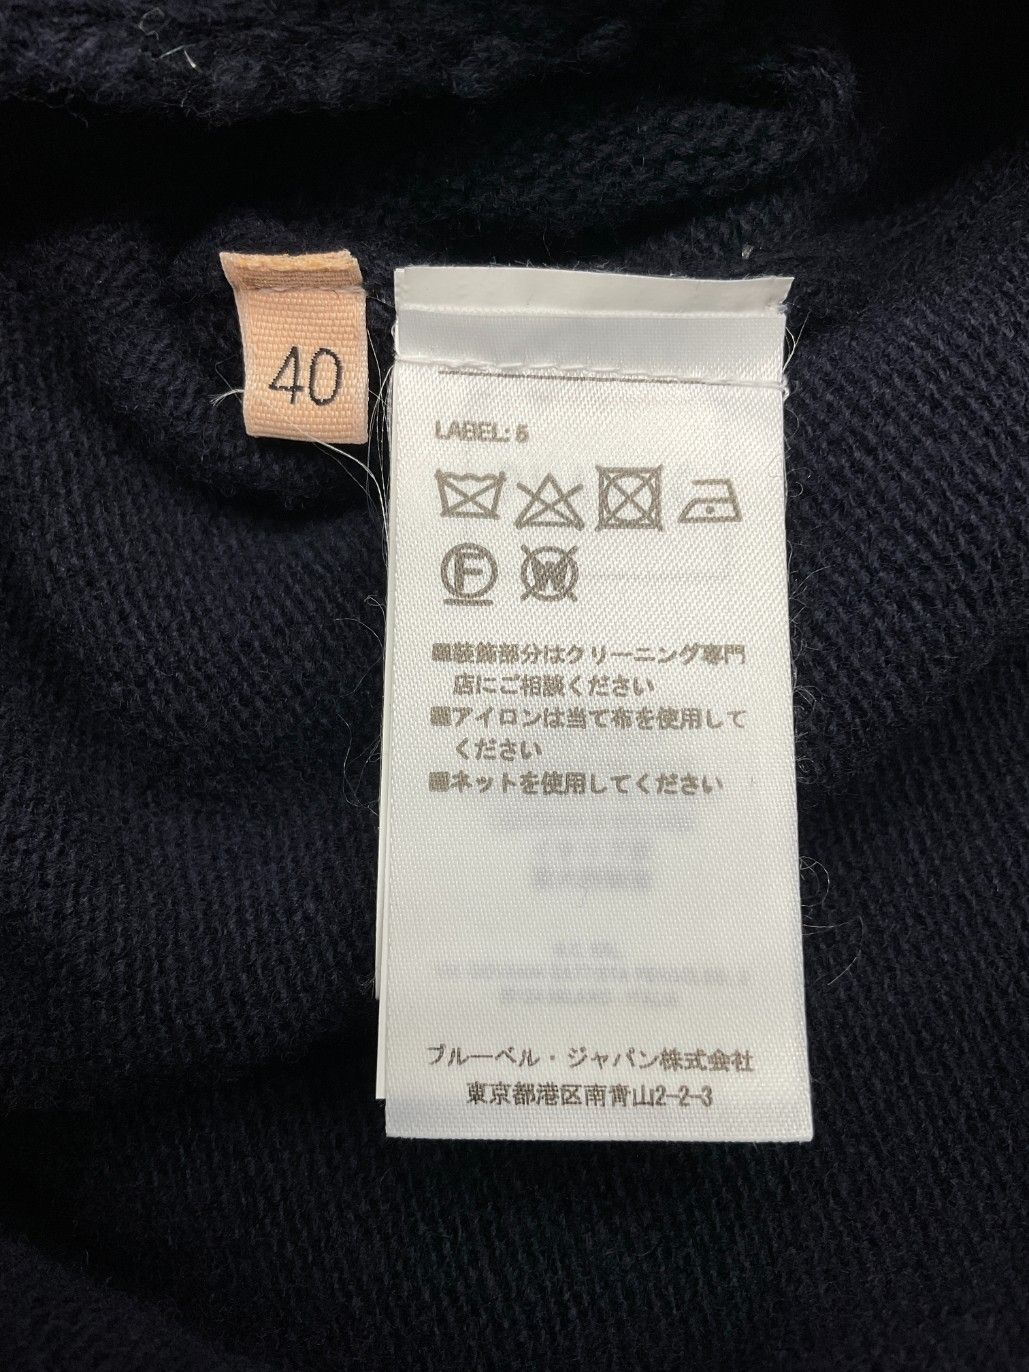 40
LABEL: 5
F
W
■装飾部分はクリーニング専門
店にご相談ください
■アイロンは当て布を使用して
ください
■ネットを使用してください
ブルーベル・ジャパン株式会社
東京都港区南青山2-2-3